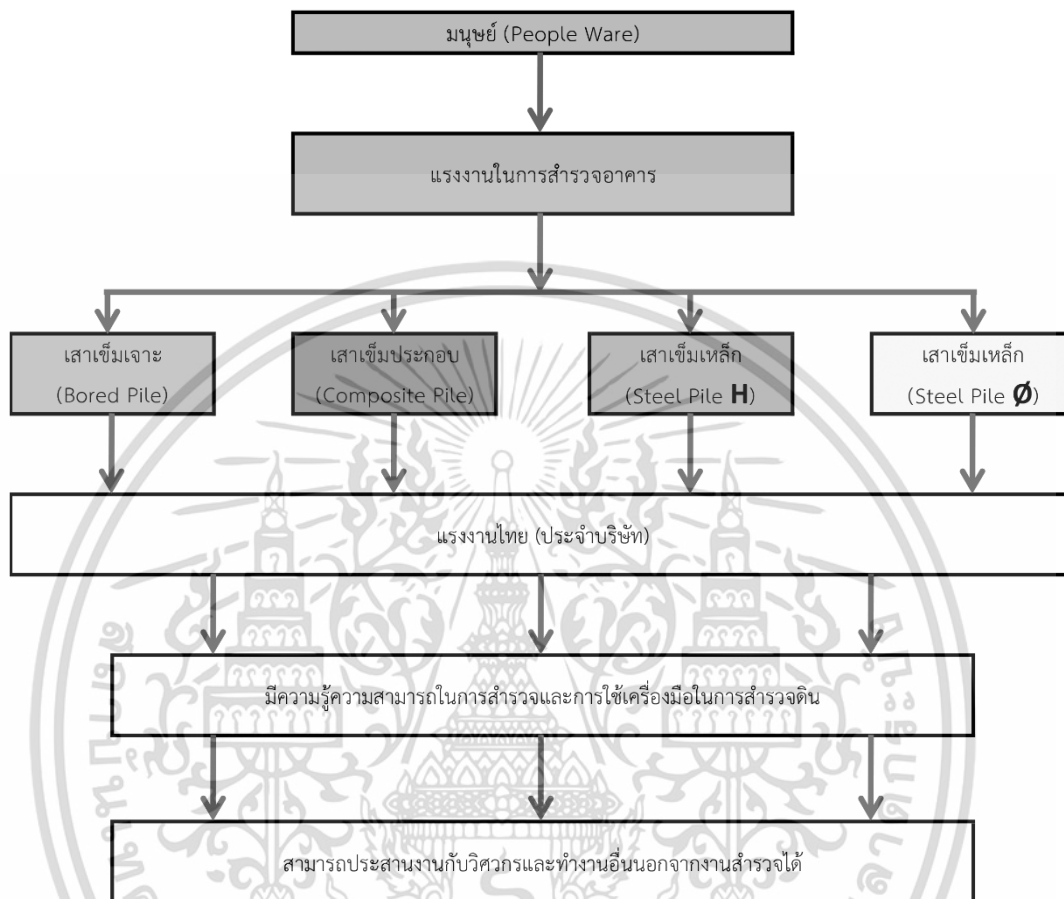 มนุษย์ (People Ware)
แรงงานในการสำรวจอาคาร
เสาเข็มเจาะ
(Bored Pile)
เสาเข็มประกอบ
(Composite Pile)
เสาเข็มเหล็ก
(Steel Pile H)
เสาเข็มเหล็ก
(Steel Pile Ø)
แรงงานไทย (ประจำบริษัท)
มีความรู้ความสามารถในการสำรวจและการใช้เครื่องมือในการสำรวจดิน
สามารถประสานงานกับวิศวกรและทำงานอื่นนอกจากงานสำรวจได้